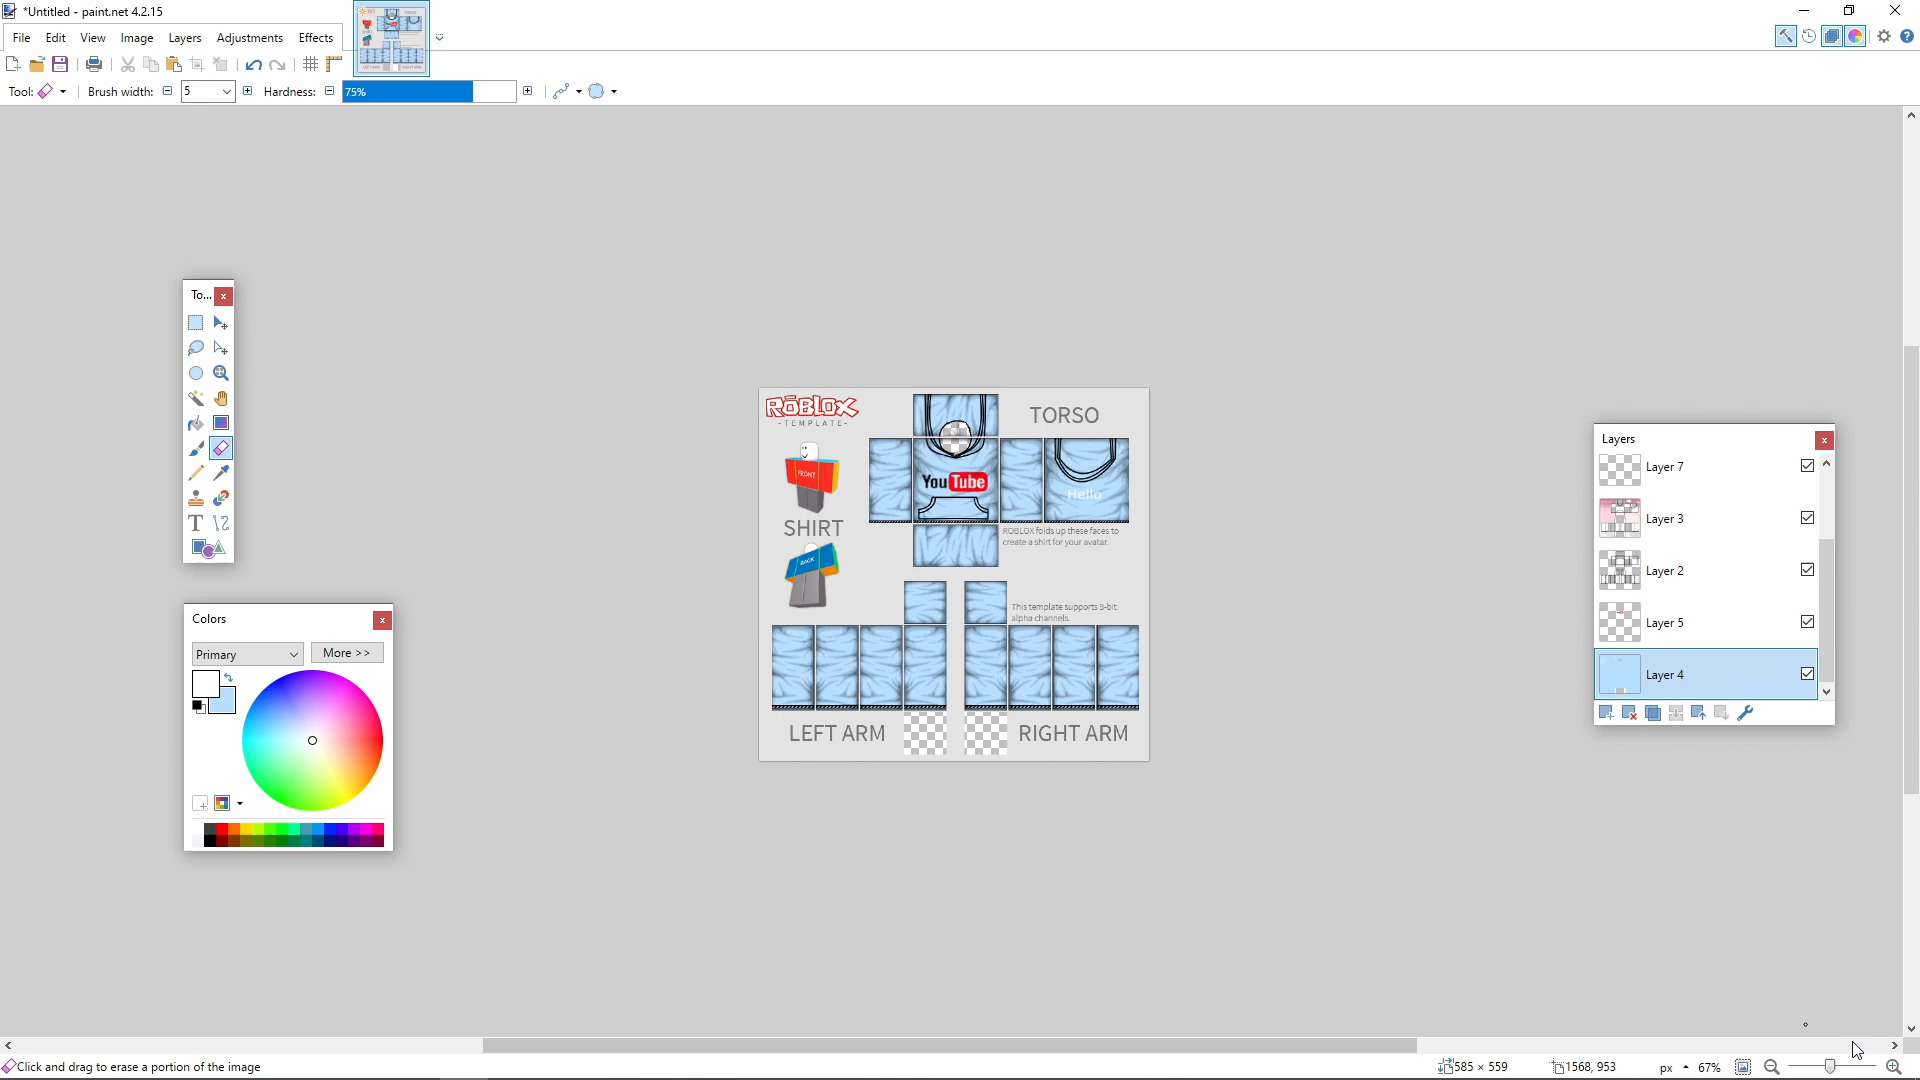 *Untitled - paint.net 4.2.15
File Edit View Image Layers Adjustments Effects
Tool: Brush width: 5 Hardness: 75%
To...
Colors
Primary
More >>
ROBLOX
-TEMPLATE-
TORSO
FRONT
SHIRT
BACK
YouTube
Hello
ROBLOX folds up these faces to
create a shirt for your avatar.
This template supports 8-bit
alpha channels.
LEFT ARM
RIGHT ARM
Layers
Layer 7
Layer 3
Layer 2
Layer 5
Layer 4
Click and drag to erase a portion of the image
585 × 559
1568, 953
px
67%